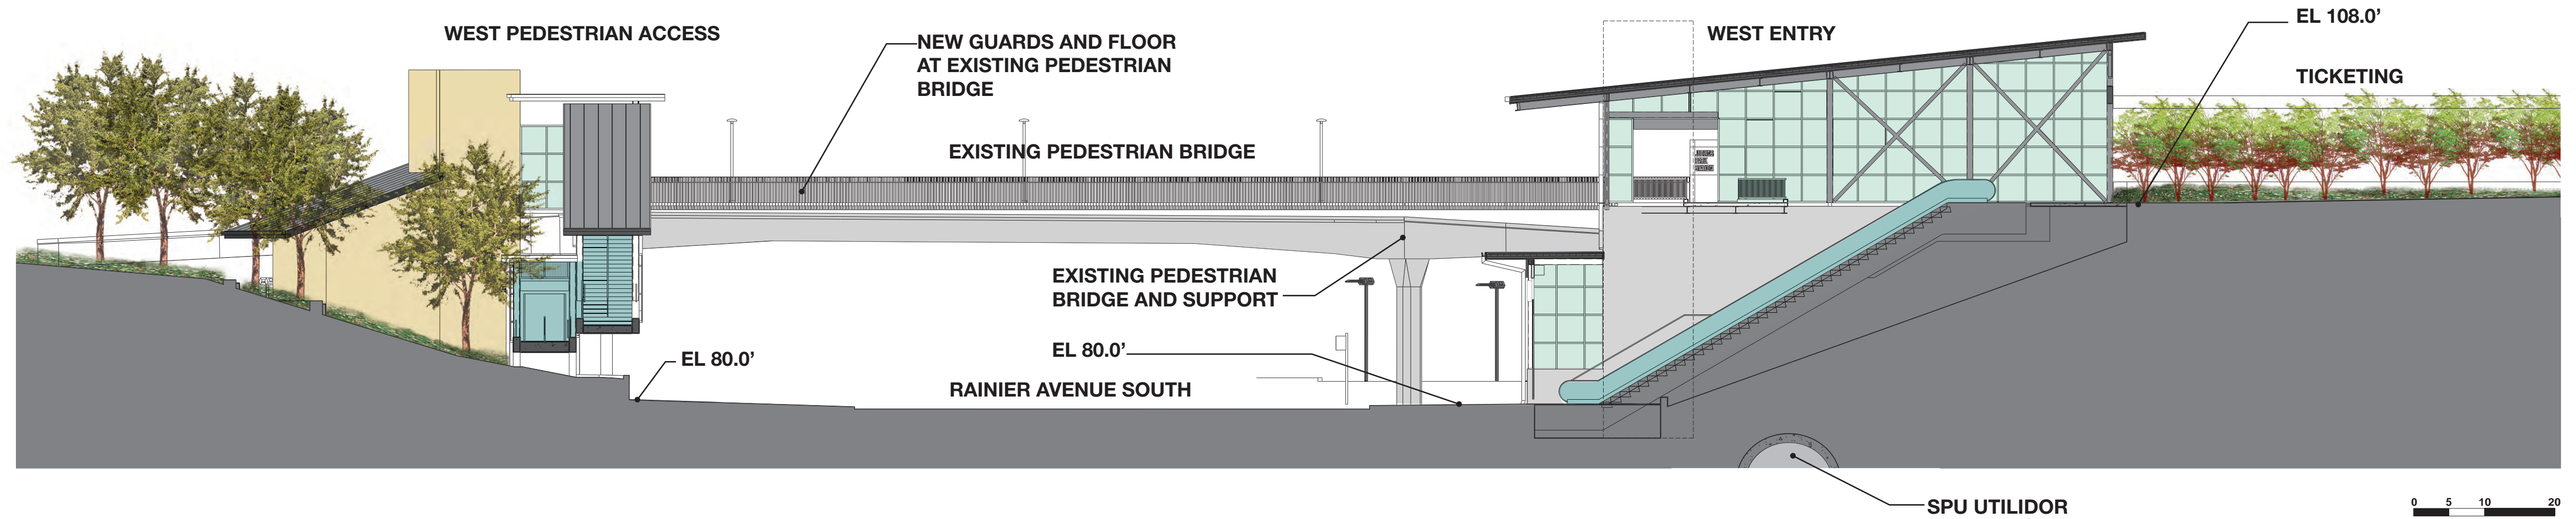 WEST PEDESTRIAN ACCESS
NEW GUARDS AND FLOOR
AT EXISTING PEDESTRIAN
BRIDGE
EXISTING PEDESTRIAN BRIDGE
WEST ENTRY
EL 108.0’
TICKETING
EXISTING PEDESTRIAN
BRIDGE AND SUPPORT
EL 80.0’
EL 80.0’
RAINIER AVENUE SOUTH
SPU UTILIDOR
0 5 10 20